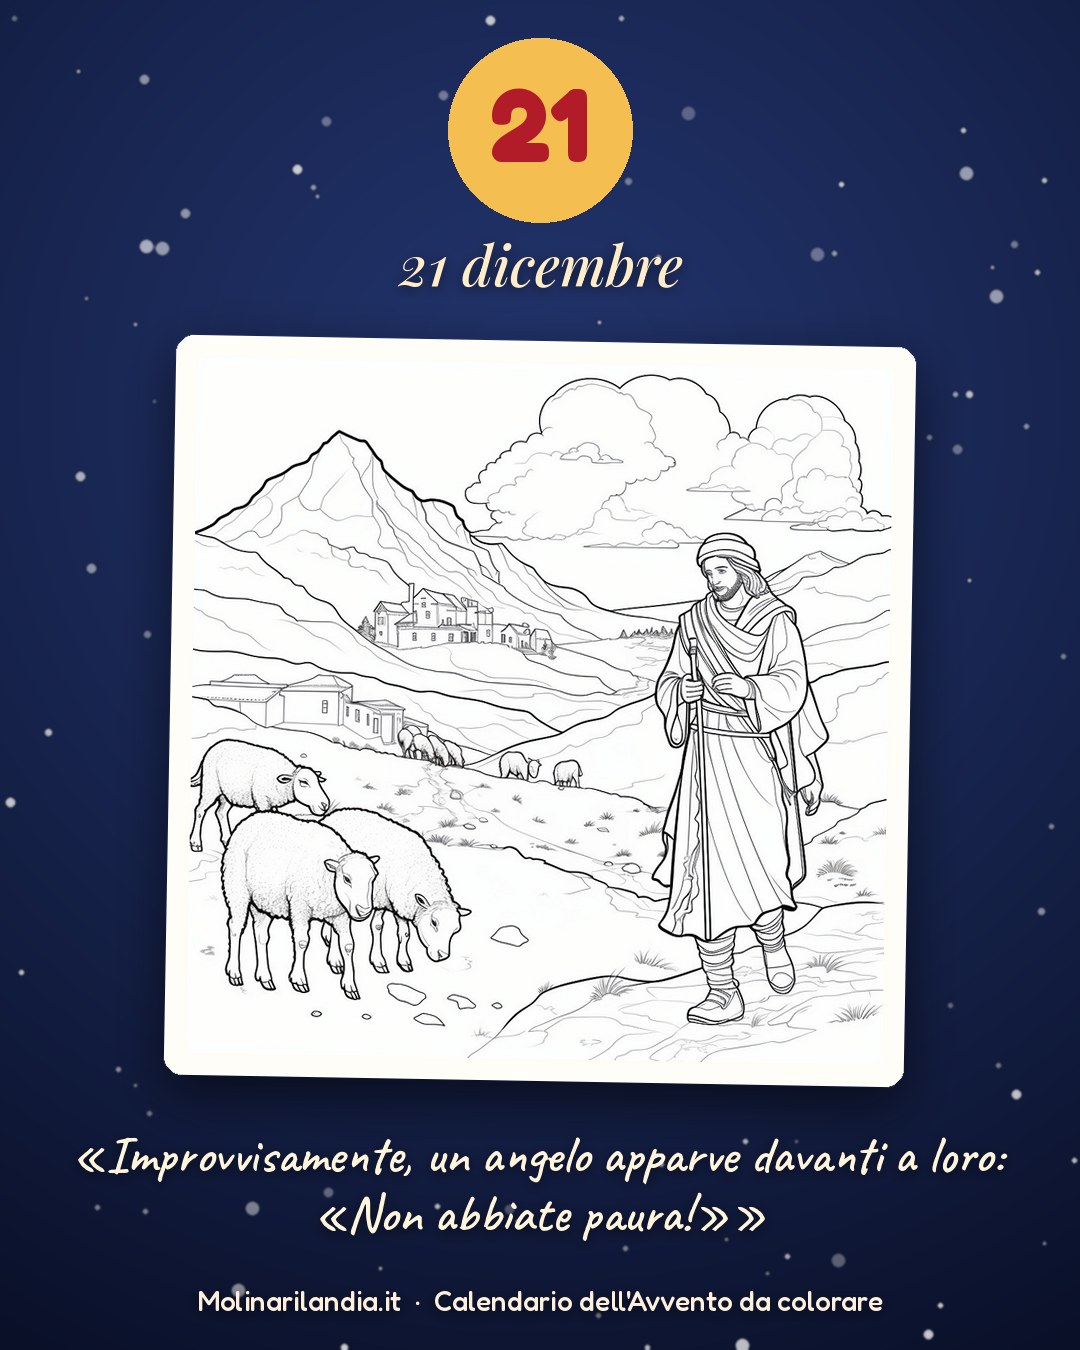 21
21 dicembre
«Improvvisamente, un angelo apparve davanti a loro:
«Non abbiate paura!» »
Molinarilandia.it · Calendario dell'Avvento da colorare